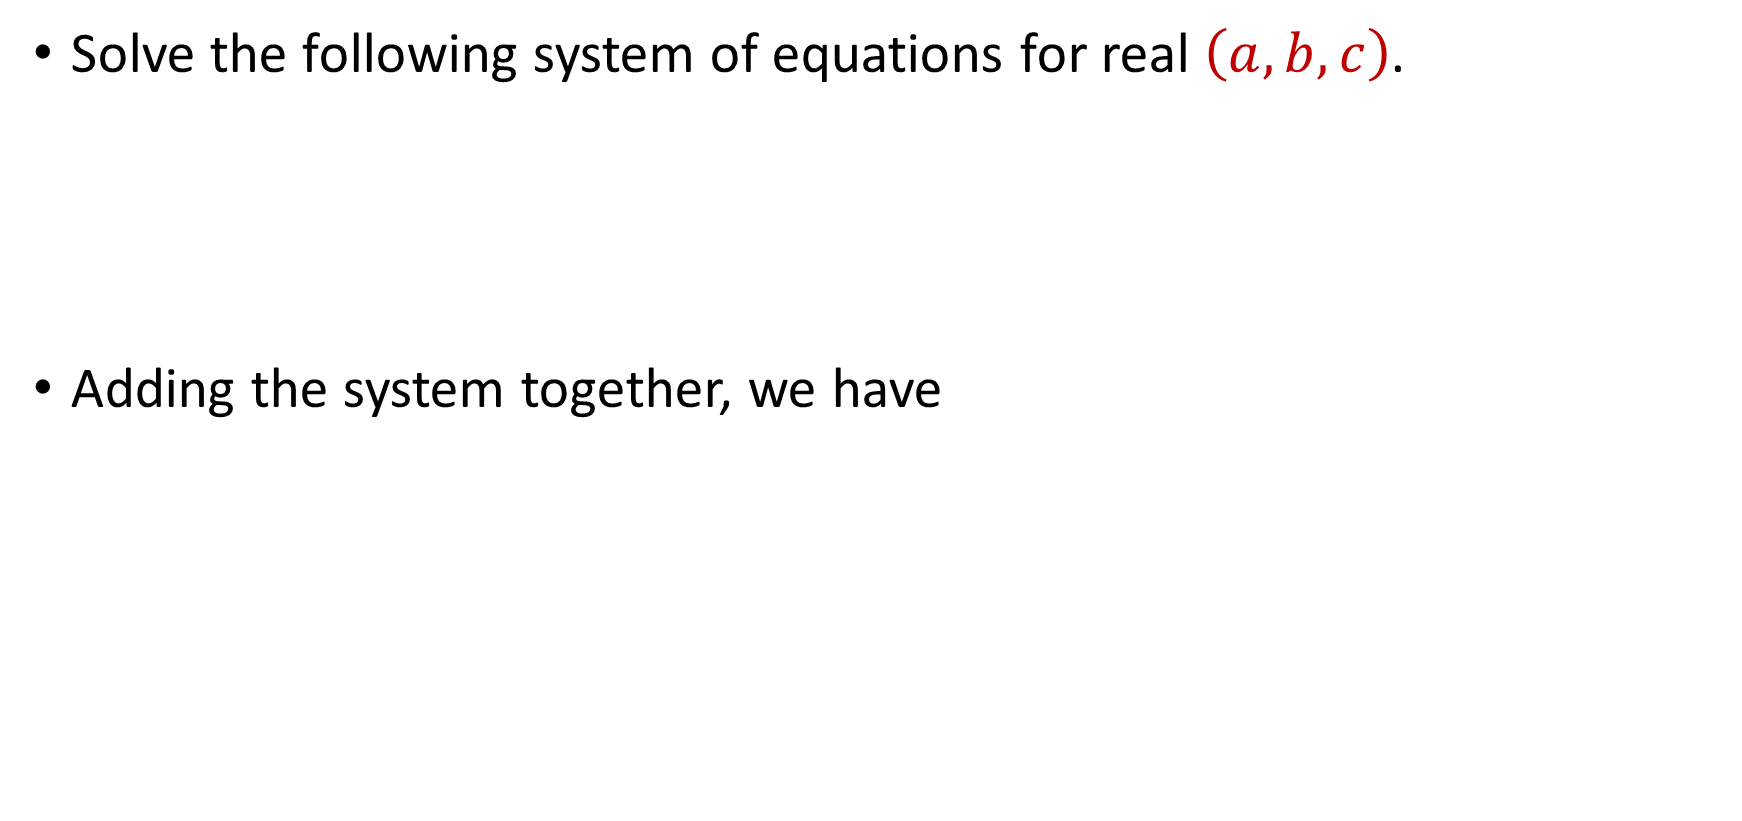 • Solve the following system of equations for real (a, b, c).
• Adding the system together, we have